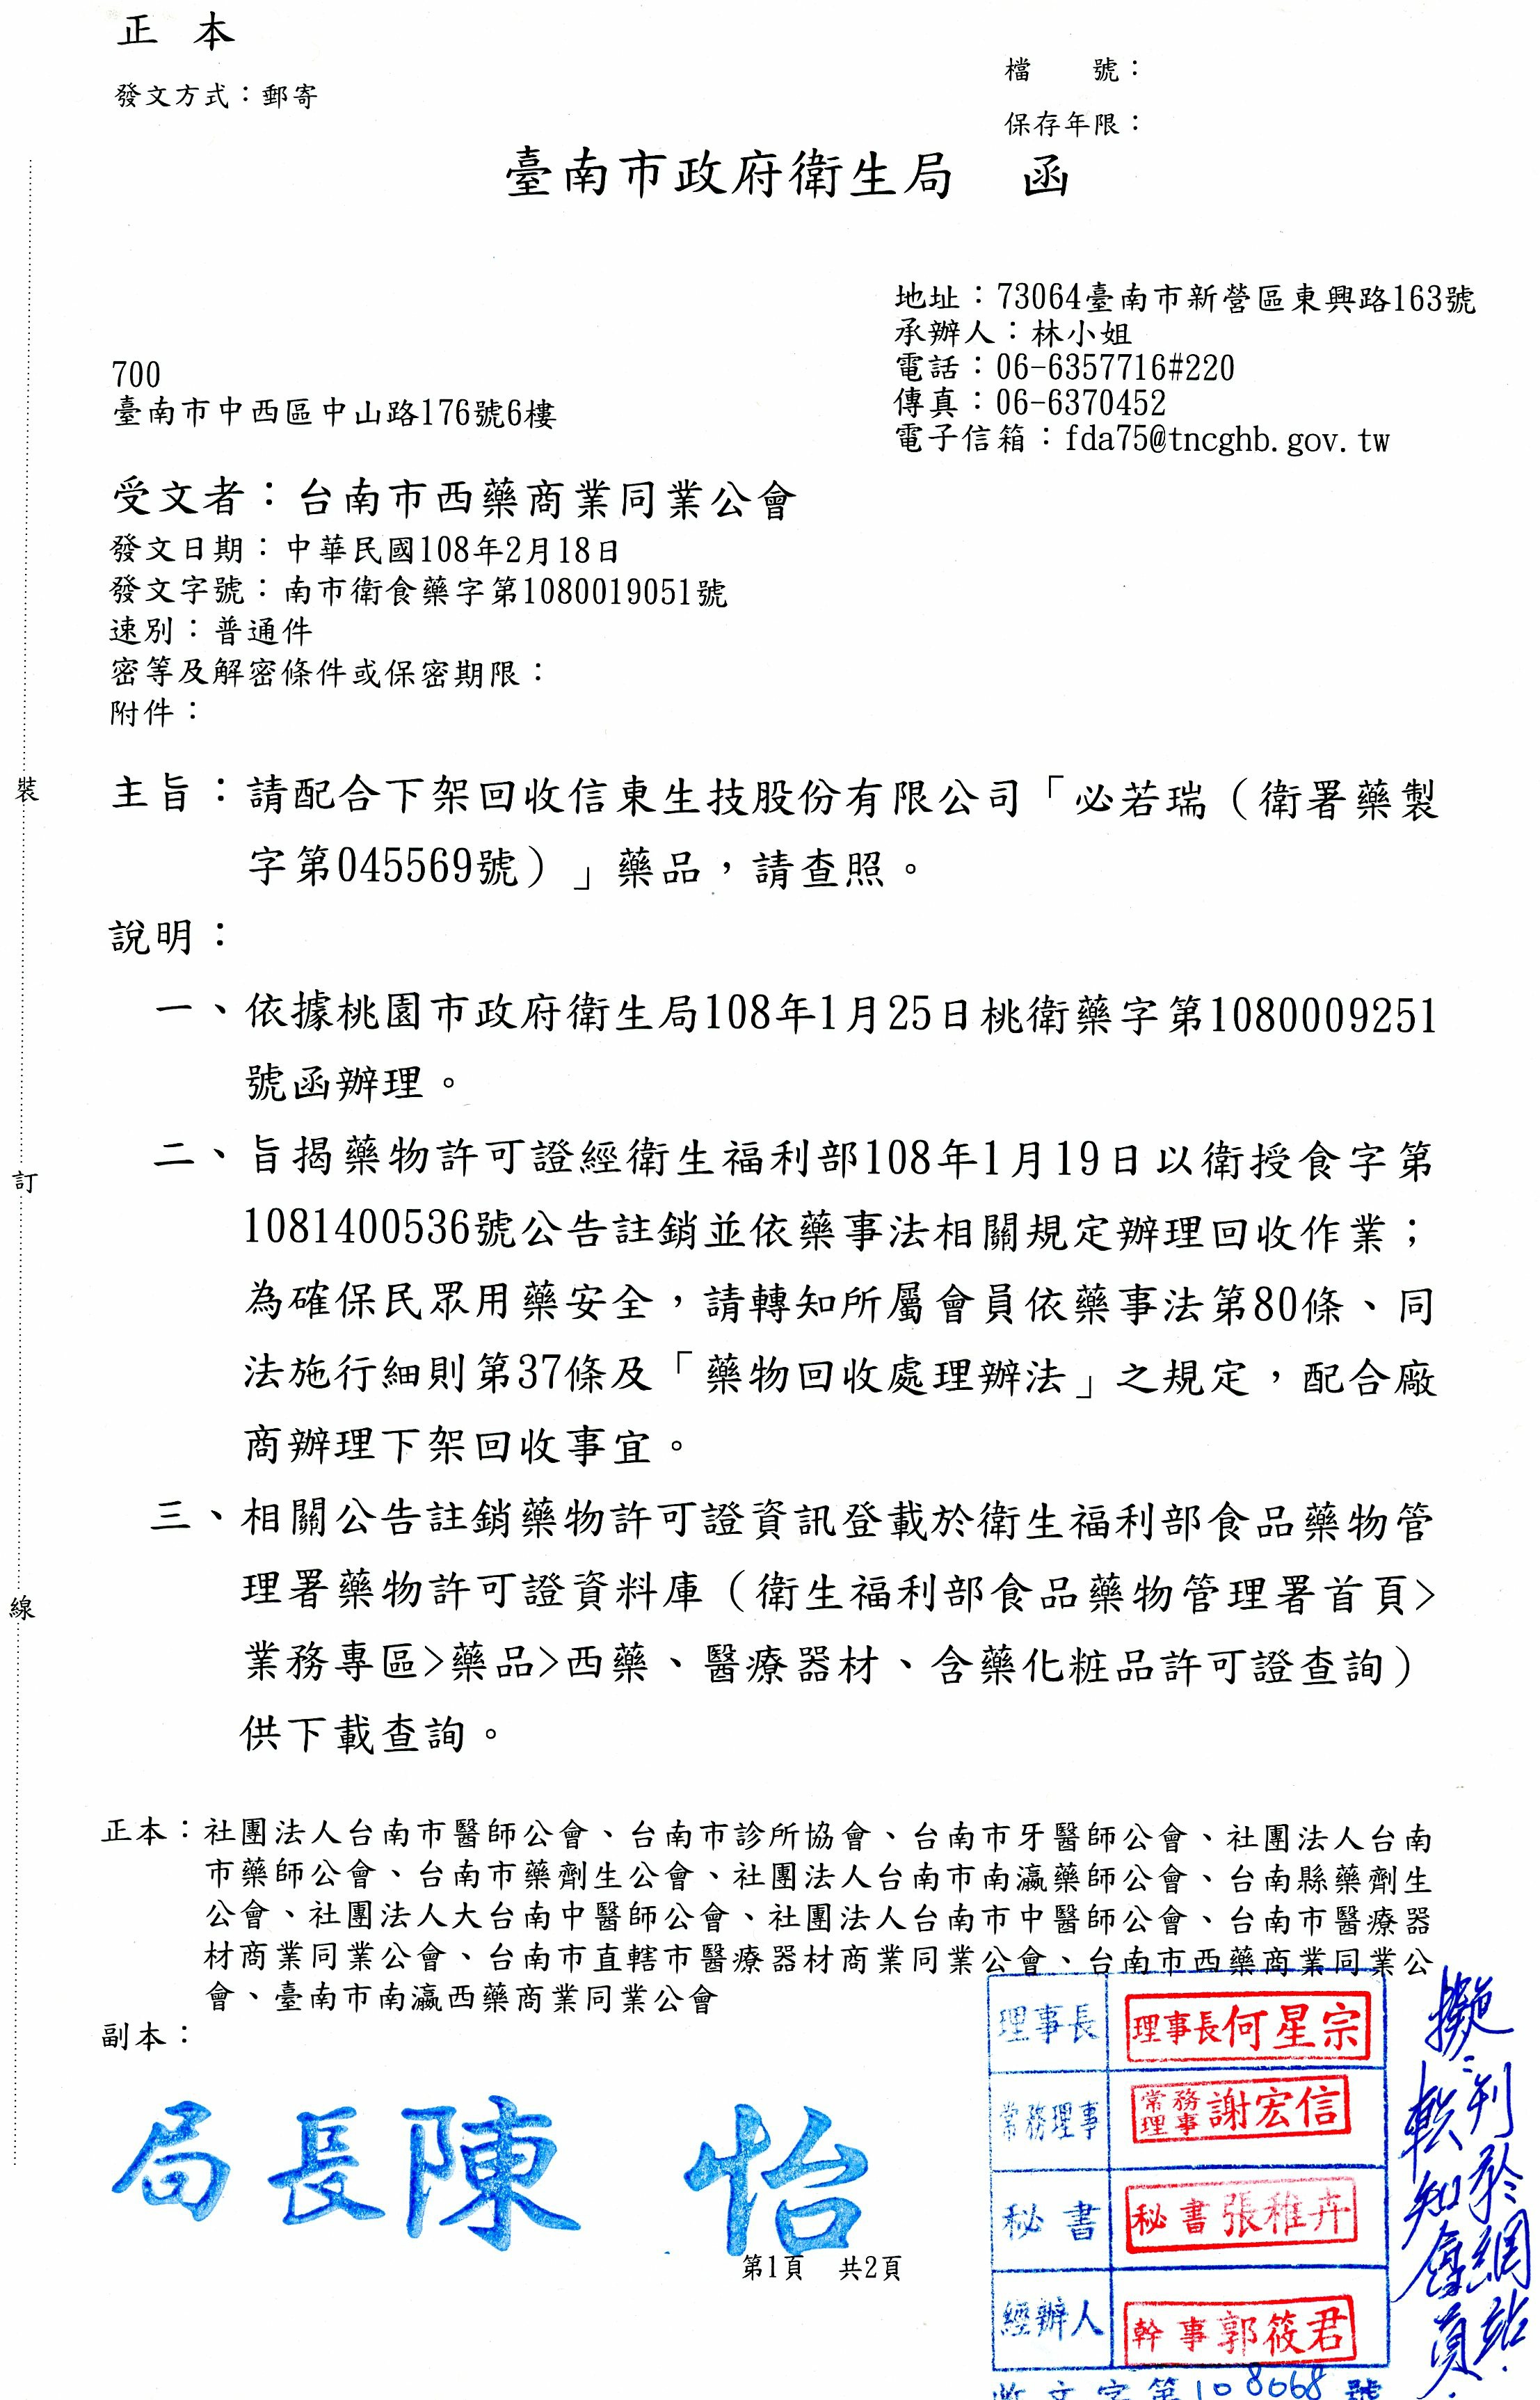 正 本
發文方式：郵寄
檔 號：
保存年限：
臺南市政府衛生局 函
地址：73064臺南市新營區東興路163號
承辦人：林小姐
電話：06-6357716#220
傳真：06-6370452
電子信箱：fda75@tncghb.gov.tw
700
臺南市中西區中山路176號6樓
受文者：台南市西藥商業同業公會
發文日期：中華民國108年2月18日
發文字號：南市衛食藥字第1080019051號
速別：普通件
密等及解密條件或保密期限：
附件：
主旨：請配合下架回收信東生技股份有限公司「必若瑞（衛署藥製
字第045569號）」藥品，請查照。
說明：
一、依據桃園市政府衛生局108年1月25日桃衛藥字第1080009251
號函辦理。
二、旨揭藥物許可證經衛生福利部108年1月19日以衛授食字第
1081400536號公告註銷並依藥事法相關規定辦理回收作業；
為確保民眾用藥安全，請轉知所屬會員依藥事法第80條、同
法施行細則第37條及「藥物回收處理辦法」之規定，配合廠
商辦理下架回收事宜。
三、相關公告註銷藥物許可證資訊登載於衛生福利部食品藥物管
理署藥物許可證資料庫（衛生福利部食品藥物管理署首頁>
業務專區>藥品>西藥、醫療器材、含藥化粧品許可證查詢）
供下載查詢。
正本：社團法人台南市醫師公會、台南市診所協會、台南市牙醫師公會、社團法人台南
市藥師公會、台南市藥劑生公會、社團法人台南市南瀛藥師公會、台南縣藥劑生
公會、社團法人大台南中醫師公會、社團法人台南市中醫師公會、台南市醫療器
材商業同業公會、台南市直轄市醫療器材商業同業公會、台南市西藥商業同業公
會、臺南市南瀛西藥商業同業公會
副本：
局長陳怡
第1頁 共2頁
理事長 理事長何星宗
常務理事 常務理事謝宏信
秘書 秘書張稚卉
經辦人 幹事郭筱君
收文字第108068號
擬：刊於網站
轉知會員.
裝
訂
線